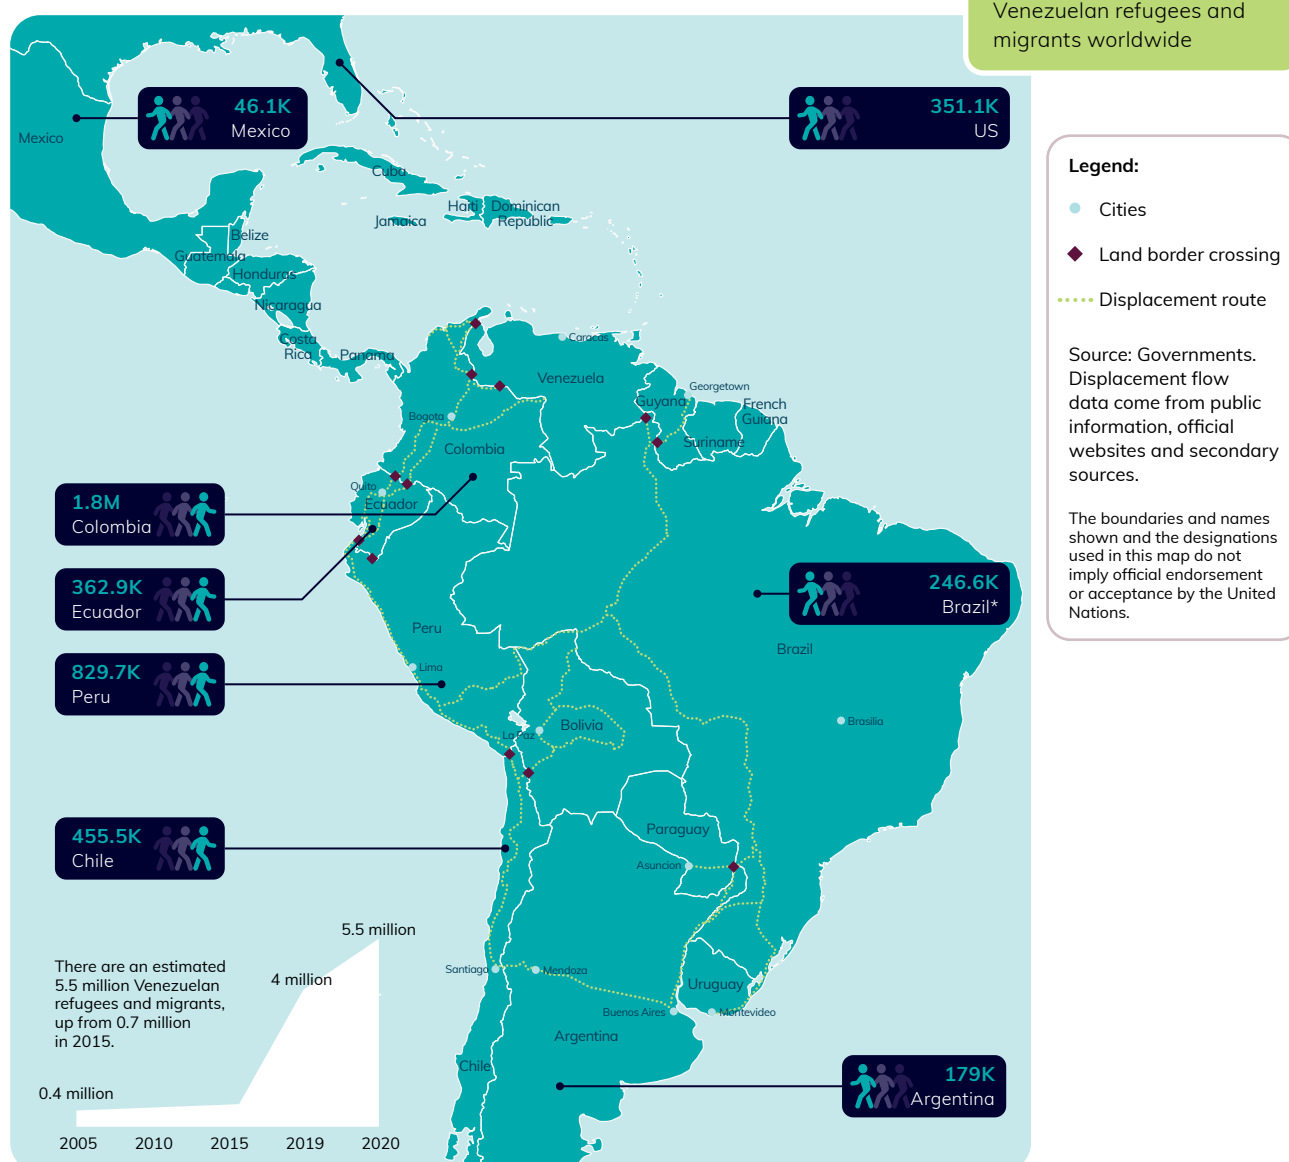 Venezuelan refugees and
migrants worldwide
46.1K
Mexico
351.1K
US
Mexico
Cuba
Haiti
Dominican
Republic
Jamaica
Belize
Guatemala
Honduras
Nicaragua
Costa
Rica
Panama
Caracas
Venezuela
Georgetown
Guyana
French
Guiana
Suriname
Bogota
Colombia
Quito
Ecuador
1.8M
Colombia
362.9K
Ecuador
829.7K
Peru
246.6K
Brazil*
Peru
Brazil
Lima
Brasilia
La Paz
Bolivia
455.5K
Chile
Paraguay
Asuncion
Santiago
Mendoza
Uruguay
Buenos Aires
Montevideo
Argentina
Chile
179K
Argentina
There are an estimated
5.5 million Venezuelan
refugees and migrants,
up from 0.7 million
in 2015.
5.5 million
4 million
0.4 million
2005
2010
2015
2019
2020
Legend:
Cities
Land border crossing
Displacement route
Source: Governments.
Displacement flow
data come from public
information, official
websites and secondary
sources.
The boundaries and names
shown and the designations
used in this map do not
imply official endorsement
or acceptance by the United
Nations.